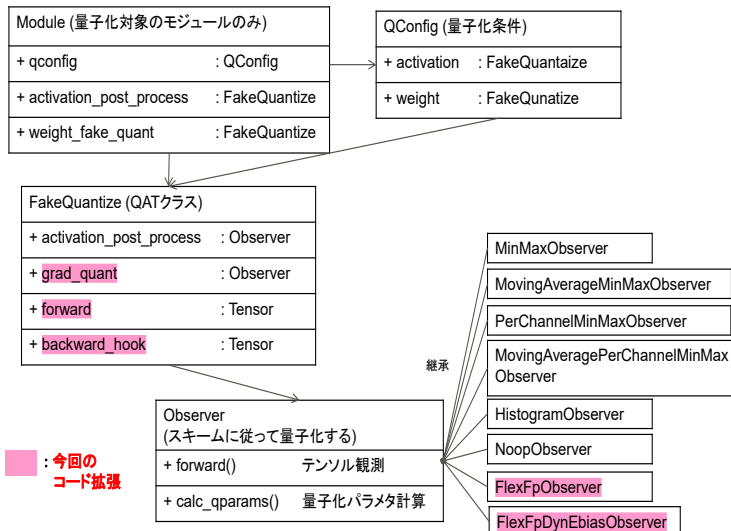 Module (量子化対象のモジュールのみ)
+ qconfig : QConfig
+ activation_post_process : FakeQuantize
+ weight_fake_quant : FakeQuantize
QConfig (量子化条件)
+ activation : FakeQuantaize
+ weight : FakeQunatize
FakeQuantize (QATクラス)
+ activation_post_process : Observer
+ grad_quant : Observer
+ forward : Tensor
+ backward_hook : Tensor
Observer
(スキームに従って量子化する)
+ forward() テンソル観測
+ calc_qparams() 量子化パラメタ計算
継承
MinMaxObserver
MovingAverageMinMaxObserver
PerChannelMinMaxObserver
MovingAveragePerChannelMinMax
Observer
HistogramObserver
NoopObserver
FlexFpObserver
FlexFpDynEbiasObserver
: 今回の
コード拡張